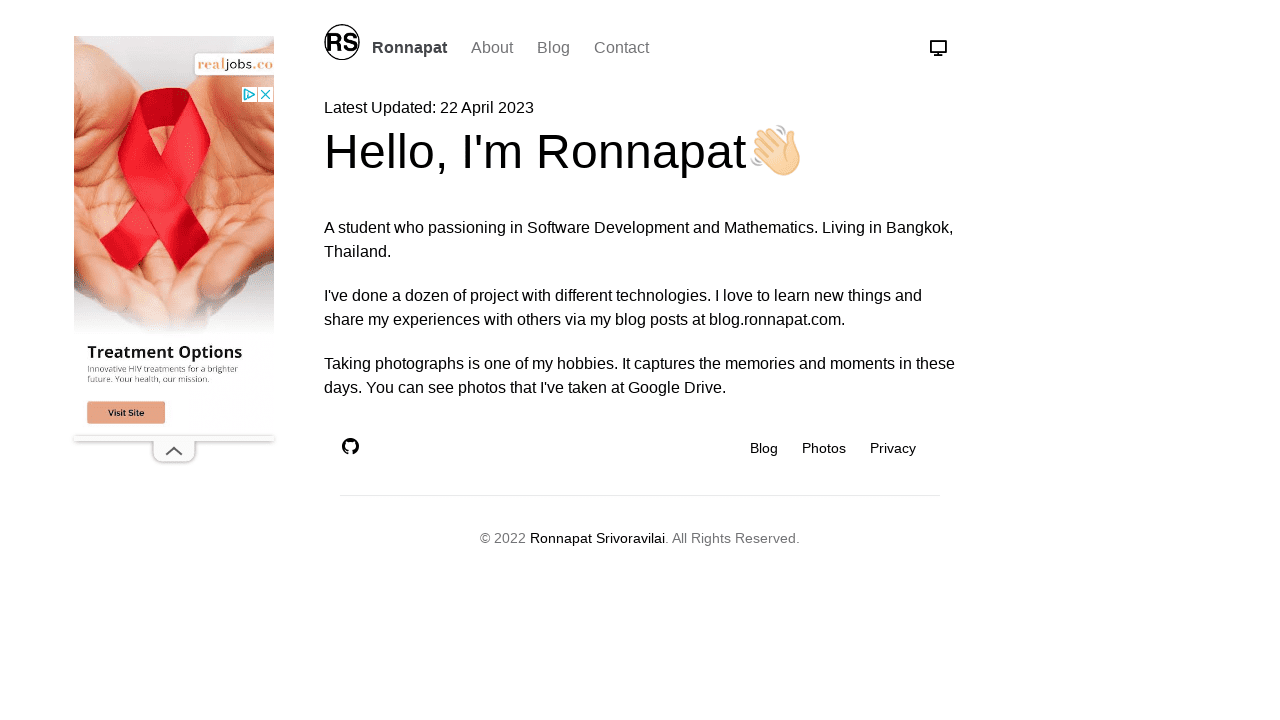 RS
Ronnapat About Blog Contact
realjobs.co
Latest Updated: 22 April 2023
Hello, I'm Ronnapat👋🏻
A student who passioning in Software Development and Mathematics. Living in Bangkok,
Thailand.
I've done a dozen of project with different technologies. I love to learn new things and
share my experiences with others via my blog posts at blog.ronnapat.com.
Taking photographs is one of my hobbies. It captures the memories and moments in these
days. You can see photos that I've taken at Google Drive.
Treatment Options
Innovative HIV treatments for a brighter
future. Your health, our mission.
Visit Site
Blog Photos Privacy
© 2022 Ronnapat Srivoravilai. All Rights Reserved.